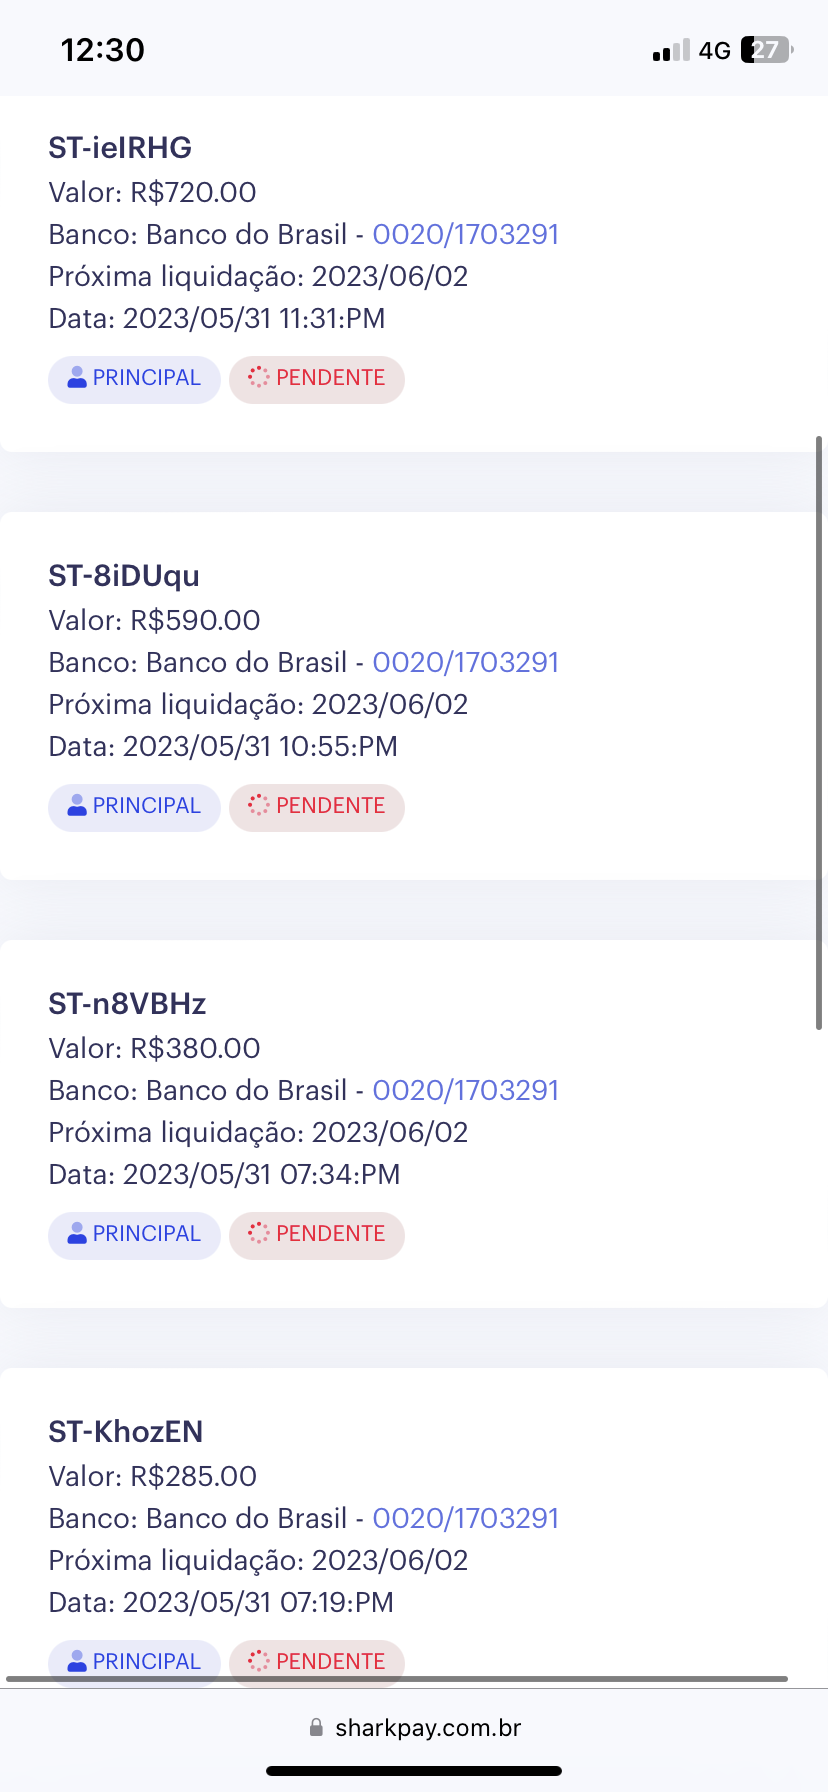 12:30
4G 27
ST-ieIRHG
Valor: R$720.00
Banco: Banco do Brasil - 0020/1703291
Próxima liquidação: 2023/06/02
Data: 2023/05/31 11:31:PM
PRINCIPAL PENDENTE
ST-8iDUqu
Valor: R$590.00
Banco: Banco do Brasil - 0020/1703291
Próxima liquidação: 2023/06/02
Data: 2023/05/31 10:55:PM
PRINCIPAL PENDENTE
ST-n8VBHz
Valor: R$380.00
Banco: Banco do Brasil - 0020/1703291
Próxima liquidação: 2023/06/02
Data: 2023/05/31 07:34:PM
PRINCIPAL PENDENTE
ST-KhozEN
Valor: R$285.00
Banco: Banco do Brasil - 0020/1703291
Próxima liquidação: 2023/06/02
Data: 2023/05/31 07:19:PM
PRINCIPAL PENDENTE
sharkpay.com.br